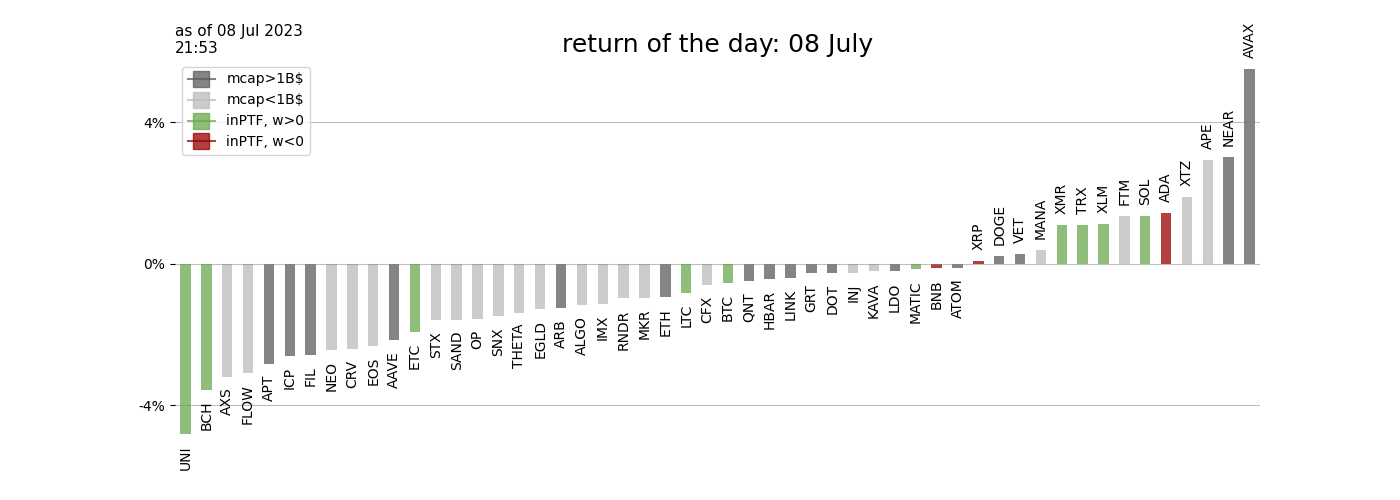 as of 08 Jul 2023
21:53
return of the day: 08 July
mcap>1B$
mcap<1B$
inPTF, w>0
inPTF, w<0
4%
0%
-4%
UNI
BCH
AXS
FLOW
APT
ICP
FIL
NEO
CRV
EOS
AAVE
ETC
STX
SAND
OP
SNX
THETA
EGLD
ARB
ALGO
IMX
RNDR
MKR
ETH
LTC
CFX
BTC
QNT
HBAR
LINK
GRT
DOT
INJ
KAVA
LDO
MATIC
BNB
ATOM
XRP
DOGE
VET
MANA
XMR
TRX
XLM
FTM
SOL
ADA
XTZ
APE
NEAR
AVAX